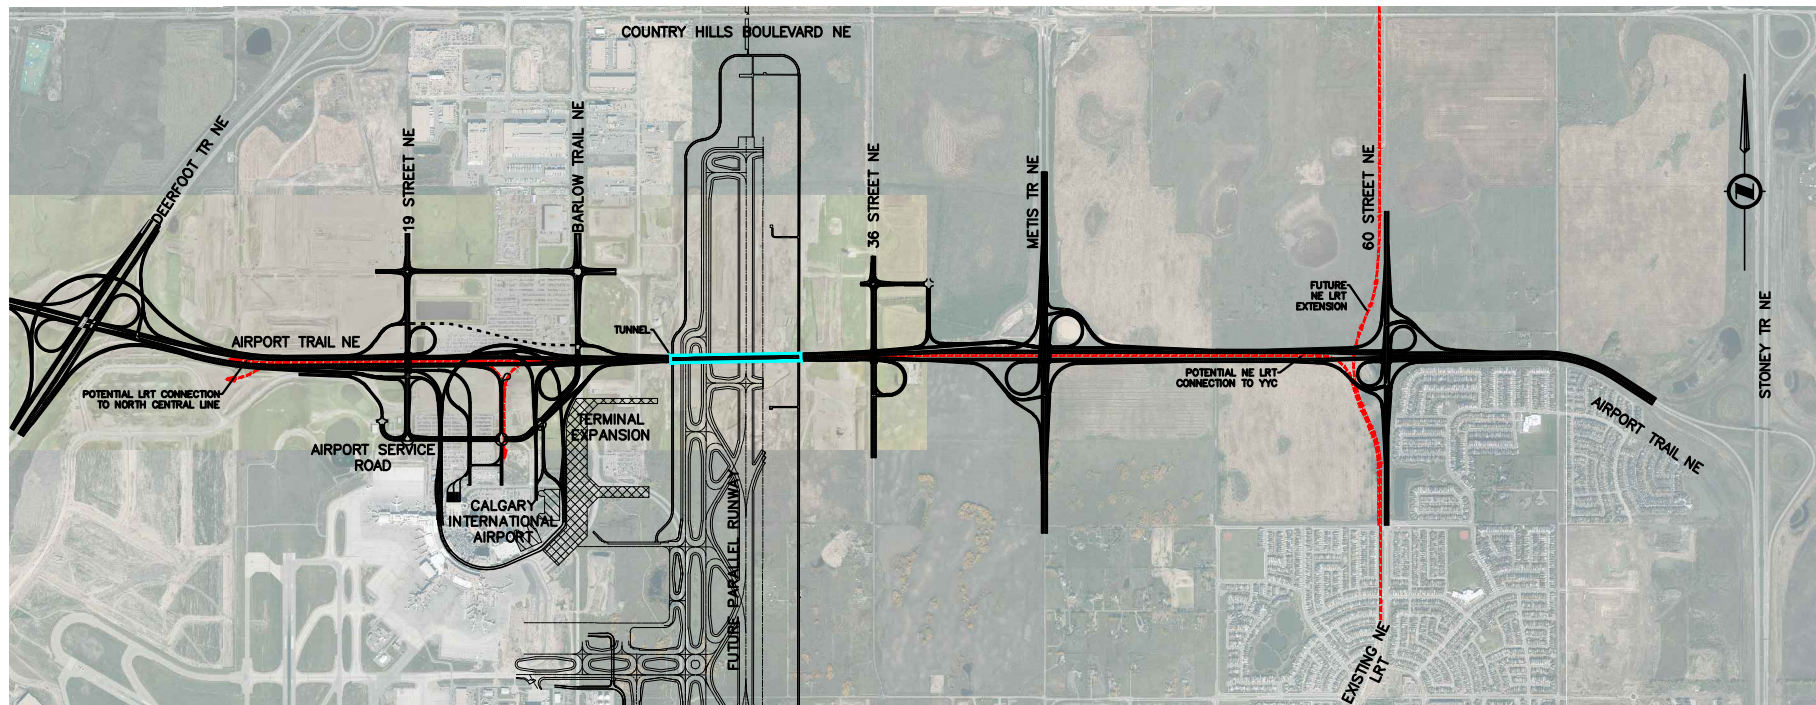 COUNTRY HILLS BOULEVARD NE
DEERFOOT TR NE
19 STREET NE
BARLOW TRAIL NE
36 STREET NE
METIS TR NE
60 STREET NE
STONEY TR NE
FUTURE
NE LRT
EXTENSION
TUNNEL
AIRPORT TRAIL NE
POTENTIAL LRT CONNECTION
TO NORTH CENTRAL LINE
POTENTIAL NE LRT
CONNECTION TO YYC
AIRPORT TRAIL NE
TERMINAL
EXPANSION
AIRPORT SERVICE
ROAD
CALGARY
INTERNATIONAL
AIRPORT
FUTURE PARALLEL RUNWAY
EXISTING NE
LRT